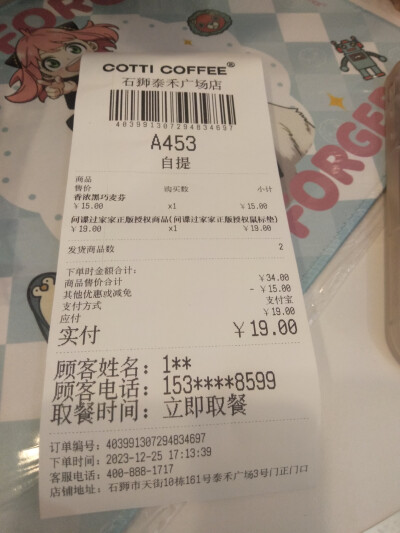 COTTI COFFEE®
石狮泰禾广场店
403991307294834697
A453
自提
商品
售价 购买数 小计
香浓黑巧麦芬
￥15.00 x1 ￥15.00
间谍过家家正版授权商品(间谍过家家正版授权鼠标垫)
￥19.00 x1 ￥19.00
发货商品数 2
下单时金额合计:
商品售价合计 ￥34.00
其他优惠或减免 - ￥15.00
支付方式 支付宝
应付 ￥19.00
实付 ￥19.00
顾客姓名: 1**
顾客电话: 153****8599
取餐时间: 立即取餐
订单编号: 403991307294834697
下单时间: 2023-12-25 17:13:39
客服电话: 400-888-1717
店铺地址: 石狮市天街10栋161号泰禾广场3号门正门口
FORGER
FORGER